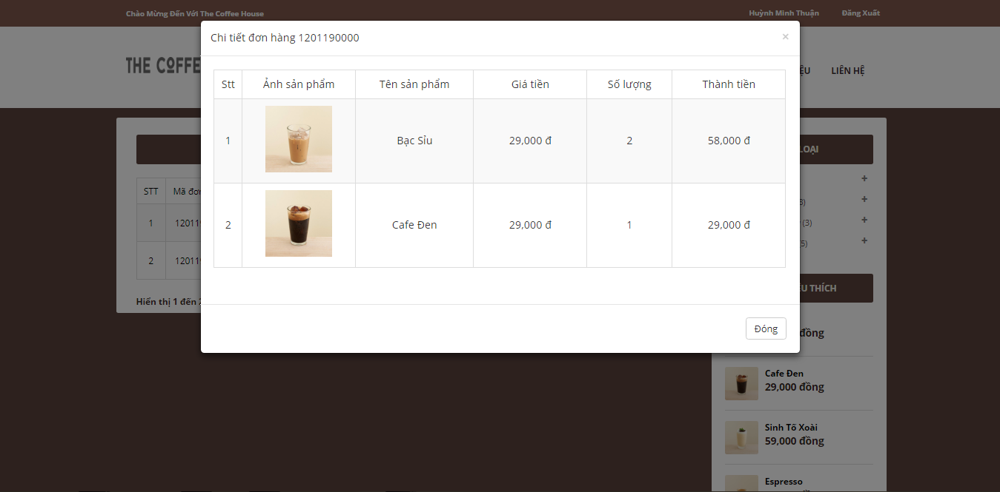 Chào Mừng Đến Với The Coffee House
Huỳnh Minh Thuận Đăng Xuất
Chi tiết đơn hàng 1201190000 ×
THE COFFE
LIÊN HỆ
Stt Ảnh sản phẩm Tên sản phẩm Giá tiền Số lượng Thành tiền
1 Bạc Sỉu 29,000 đ 2 58,000 đ
2 Cafe Đen 29,000 đ 1 29,000 đ
Đóng
LOẠI
STT Mã đơn
+
+
1 12011
(3) +
2 12011
5) +
Hiển thị 1 đến
U THÍCH
đồng
Cafe Đen
29,000 đồng
Sinh Tố Xoài
59,000 đồng
Espresso